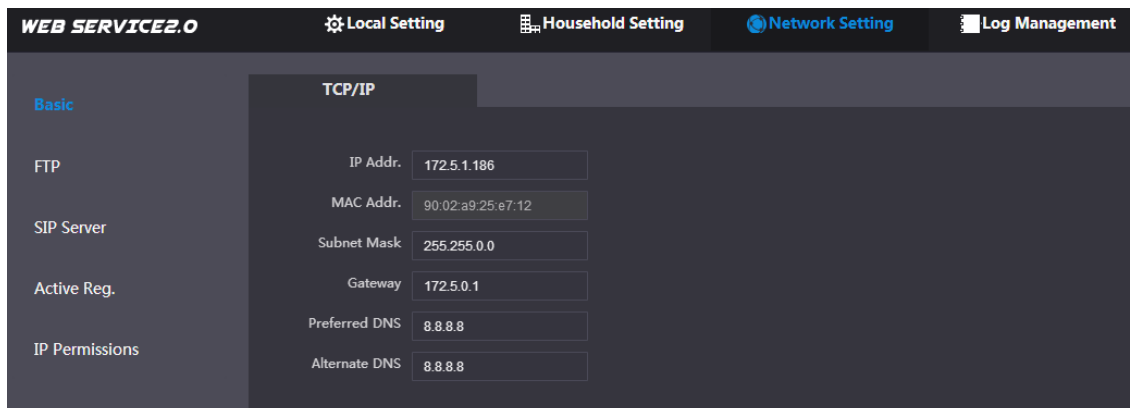 WEB SERVICE2.0 Local Setting Household Setting Network Setting Log Management
Basic
FTP
SIP Server
Active Reg.
IP Permissions
TCP/IP
IP Addr. 172.5.1.186
MAC Addr. 90:02:a9:25:e7:12
Subnet Mask 255.255.0.0
Gateway 172.5.0.1
Preferred DNS 8.8.8.8
Alternate DNS 8.8.8.8